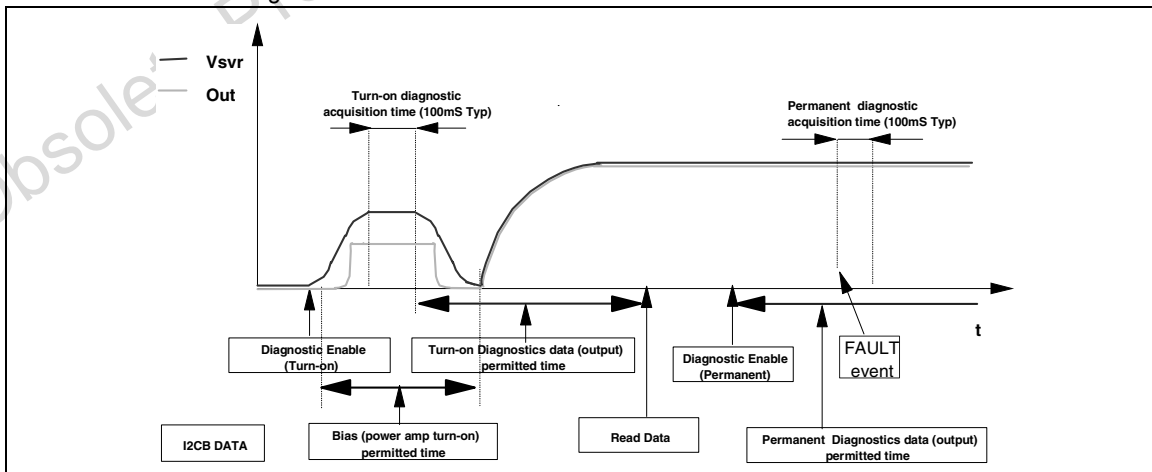 Obsolet
Vsvr
Out
Turn-on diagnostic
acquisition time (100mS Typ)
Permanent diagnostic
acquisition time (100mS Typ)
t
Diagnostic Enable
(Turn-on)
Turn-on Diagnostics data (output)
permitted time
Diagnostic Enable
(Permanent)
FAULT
event
I2CB DATA
Bias (power amp turn-on)
permitted time
Read Data
Permanent Diagnostics data (output)
permitted time